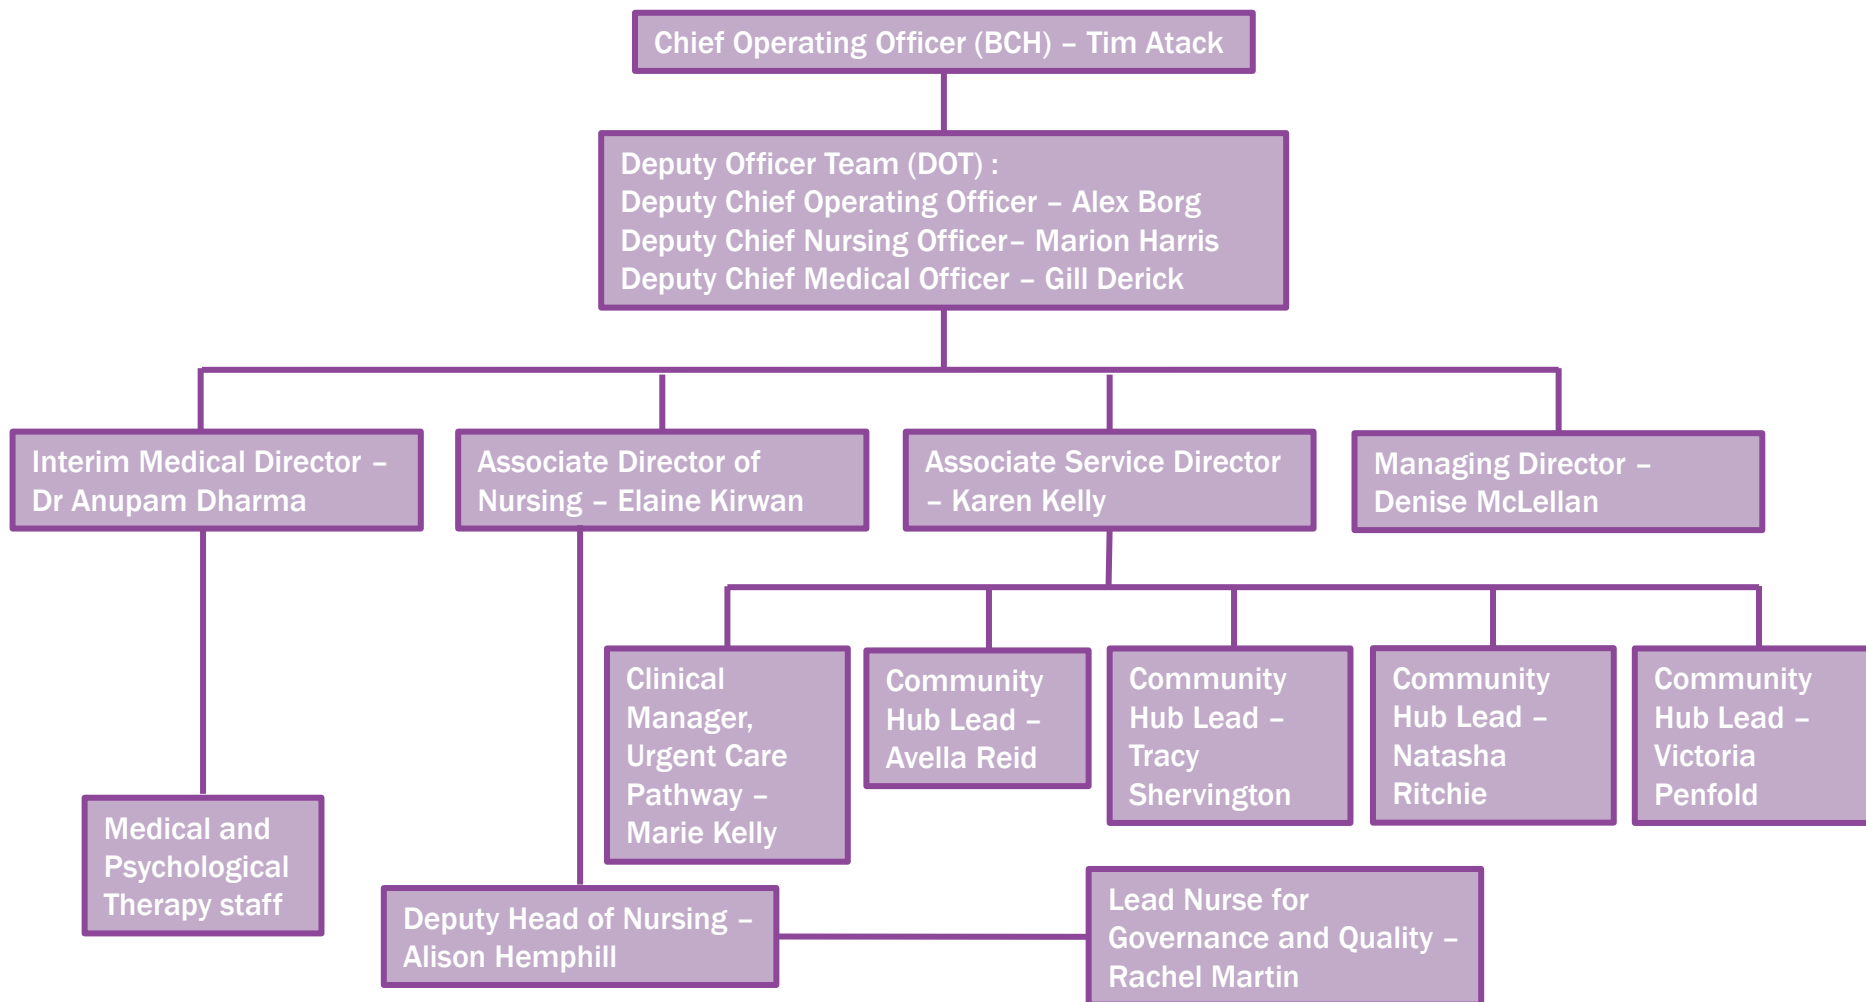 Chief Operating Officer (BCH) – Tim Atack
Deputy Officer Team (DOT) :
Deputy Chief Operating Officer – Alex Borg
Deputy Chief Nursing Officer– Marion Harris
Deputy Chief Medical Officer – Gill Derick
Interim Medical Director –
Dr Anupam Dharma
Associate Director of
Nursing – Elaine Kirwan
Associate Service Director
– Karen Kelly
Managing Director –
Denise McLellan
Clinical
Manager,
Urgent Care
Pathway –
Marie Kelly
Community
Hub Lead –
Avella Reid
Community
Hub Lead –
Tracy
Shervington
Community
Hub Lead –
Natasha
Ritchie
Community
Hub Lead –
Victoria
Penfold
Medical and
Psychological
Therapy staff
Deputy Head of Nursing –
Alison Hemphill
Lead Nurse for
Governance and Quality –
Rachel Martin